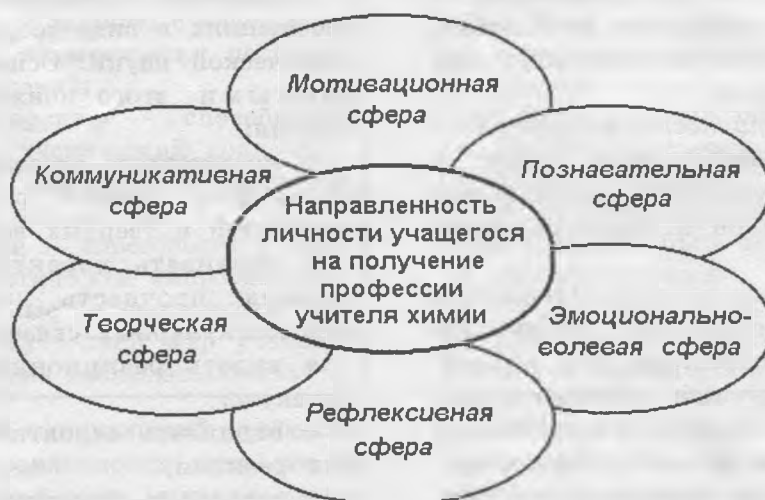 Мотивационная
сфера
Познавательная
сфера
Эмоционально-
волевая сфера
Рефлексивная
сфера
Творческая
сфера
Коммуникативная
сфера
Направленность
личности учащегося
на получение
профессии
учителя химии